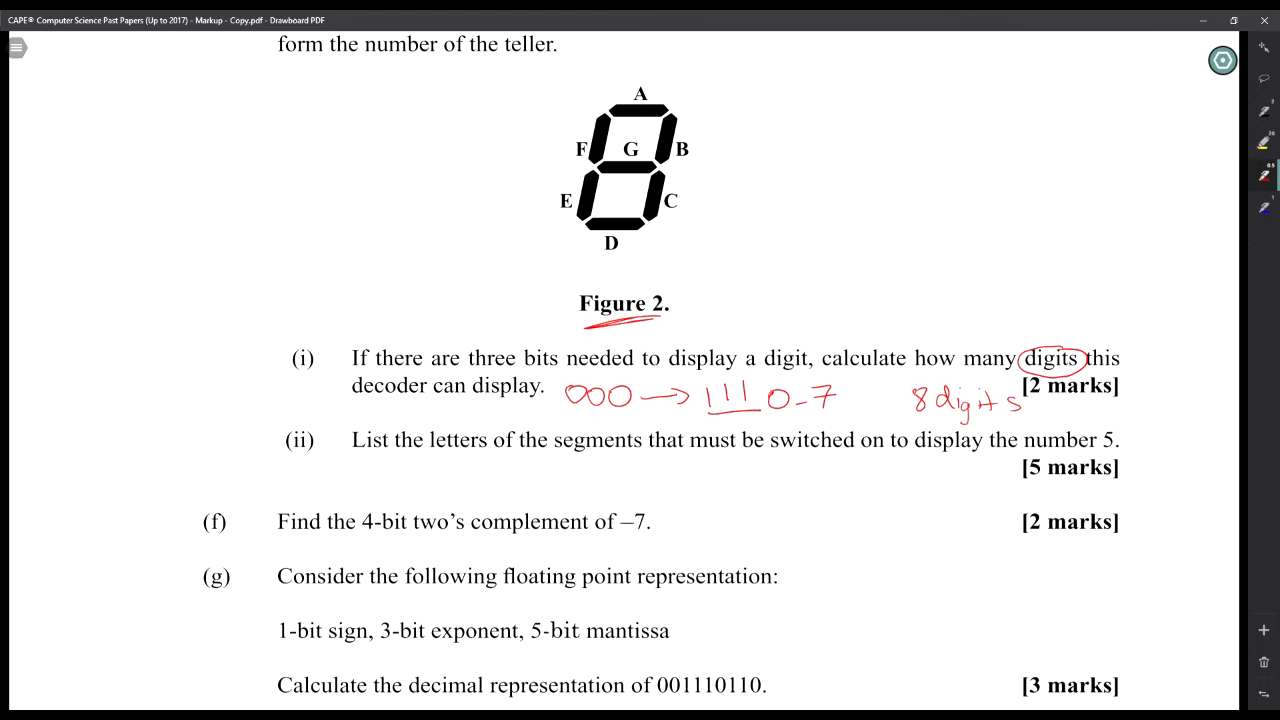 CAPE® Computer Science Past Papers (Up to 2017) - Markup - Copy.pdf - Drawboard PDF
form the number of the teller.
A
F G B
E C
D
Figure 2.
(i) If there are three bits needed to display a digit, calculate how many digits this
decoder can display. [2 marks]
000 → 111 0-7 8 digits
(ii) List the letters of the segments that must be switched on to display the number 5.
[5 marks]
(f) Find the 4-bit two’s complement of –7. [2 marks]
(g) Consider the following floating point representation:
1-bit sign, 3-bit exponent, 5-bit mantissa
Calculate the decimal representation of 001110110. [3 marks]